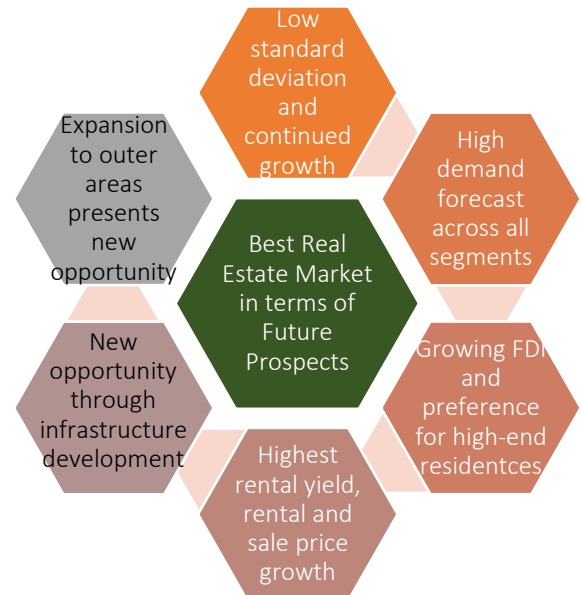 Low
standard
deviation
and
continued
growth
High
demand
forecast
across all
segments
Growing FDI
and
preference
for high-end
residentces
Highest
rental yield,
rental and
sale price
growth
New
opportunity
through
infrastructure
development
Expansion
to outer
areas
presents
new
opportunity
Best Real
Estate Market
in terms of
Future
Prospects